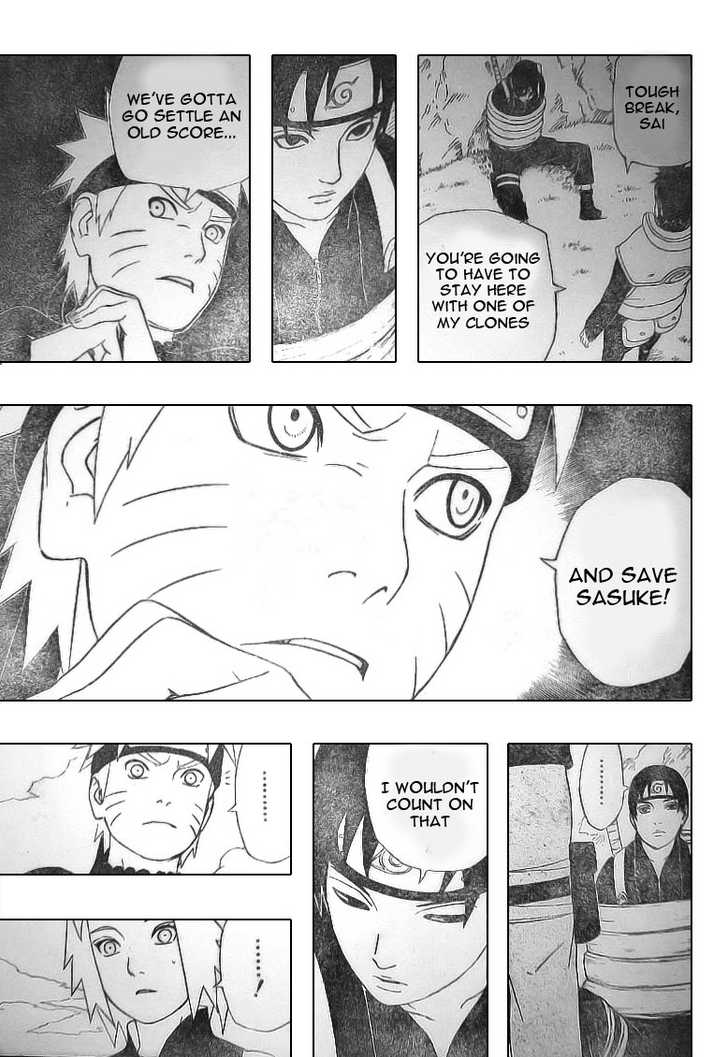 TOUGH
BREAK,
SAI
YOU'RE GOING
TO HAVE TO
STAY HERE
WITH ONE OF
MY CLONES
WE'VE GOTTA
GO SETTLE AN
OLD SCORE...
AND SAVE
SASUKE!
........
I WOULDN'T
COUNT ON
THAT
........
......